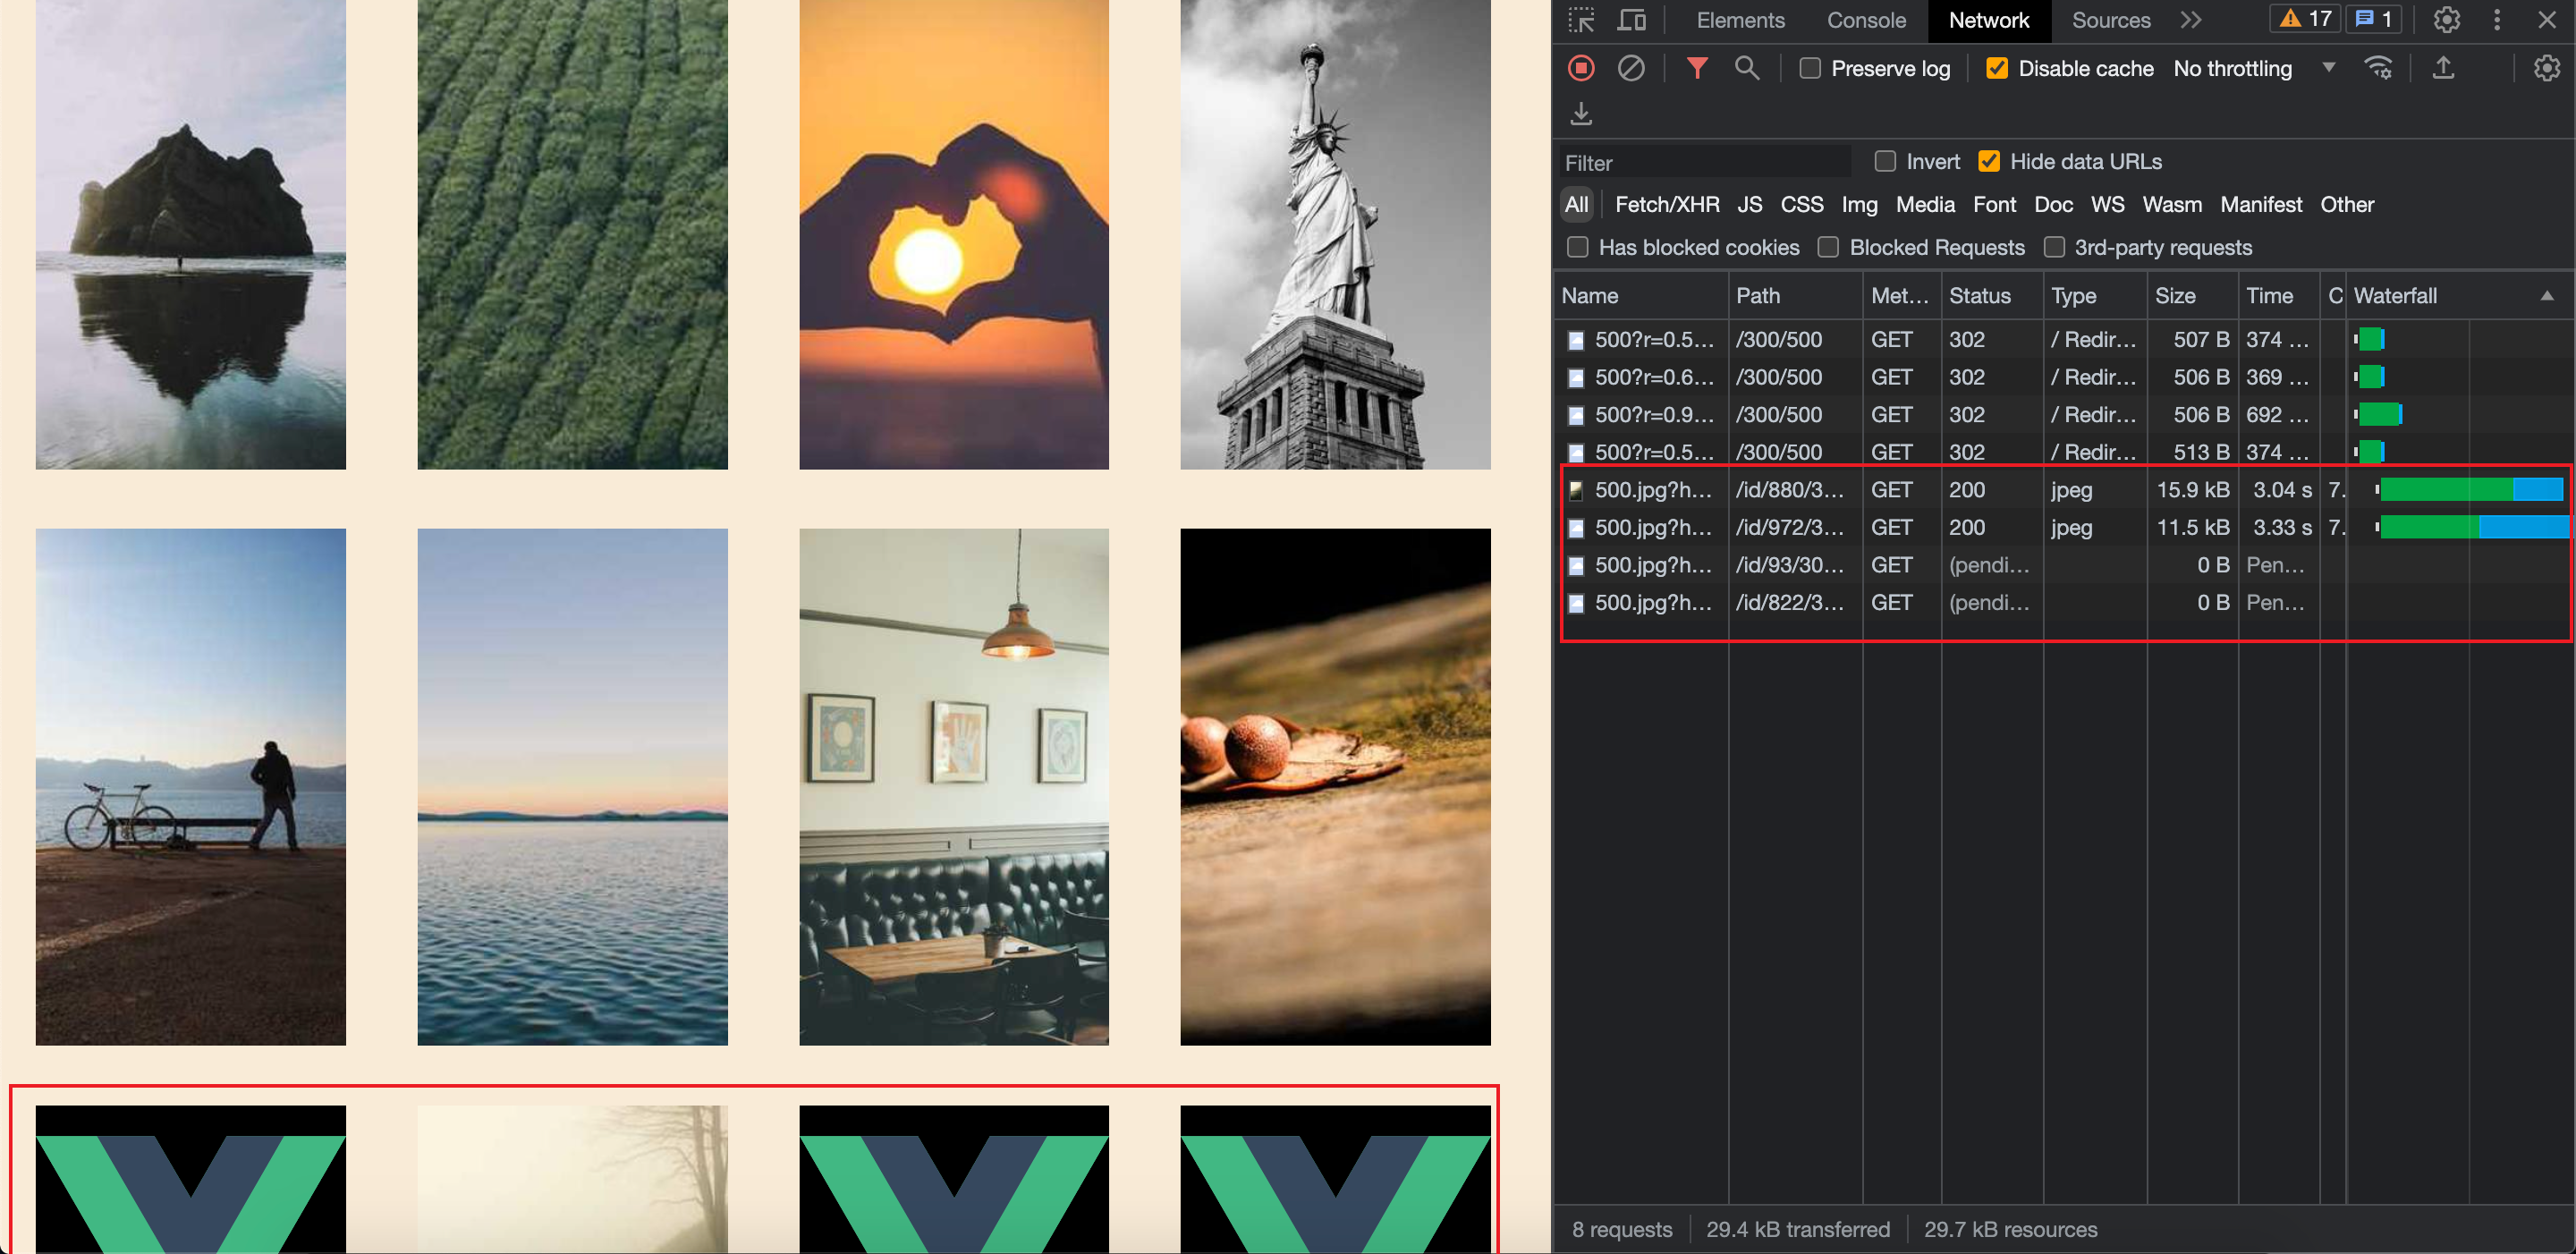 Elements Console Network Sources 17 1
Preserve log Disable cache No throttling
Filter Invert Hide data URLs
All Fetch/XHR JS CSS Img Media Font Doc WS Wasm Manifest Other
Has blocked cookies Blocked Requests 3rd-party requests
Name Path Met... Status Type Size Time C Waterfall
500?r=0.5... /300/500 GET 302 / Redir... 507 B 374 ...
500?r=0.6... /300/500 GET 302 / Redir... 506 B 369 ...
500?r=0.9... /300/500 GET 302 / Redir... 506 B 692 ...
500?r=0.5... /300/500 GET 302 / Redir... 513 B 374 ...
500.jpg?h... /id/880/3... GET 200 jpeg 15.9 kB 3.04 s 7.
500.jpg?h... /id/972/3... GET 200 jpeg 11.5 kB 3.33 s 7.
500.jpg?h... /id/93/30... GET (pendi... 0 B Pen...
500.jpg?h... /id/822/3... GET (pendi... 0 B Pen...
8 requests 29.4 kB transferred 29.7 kB resources